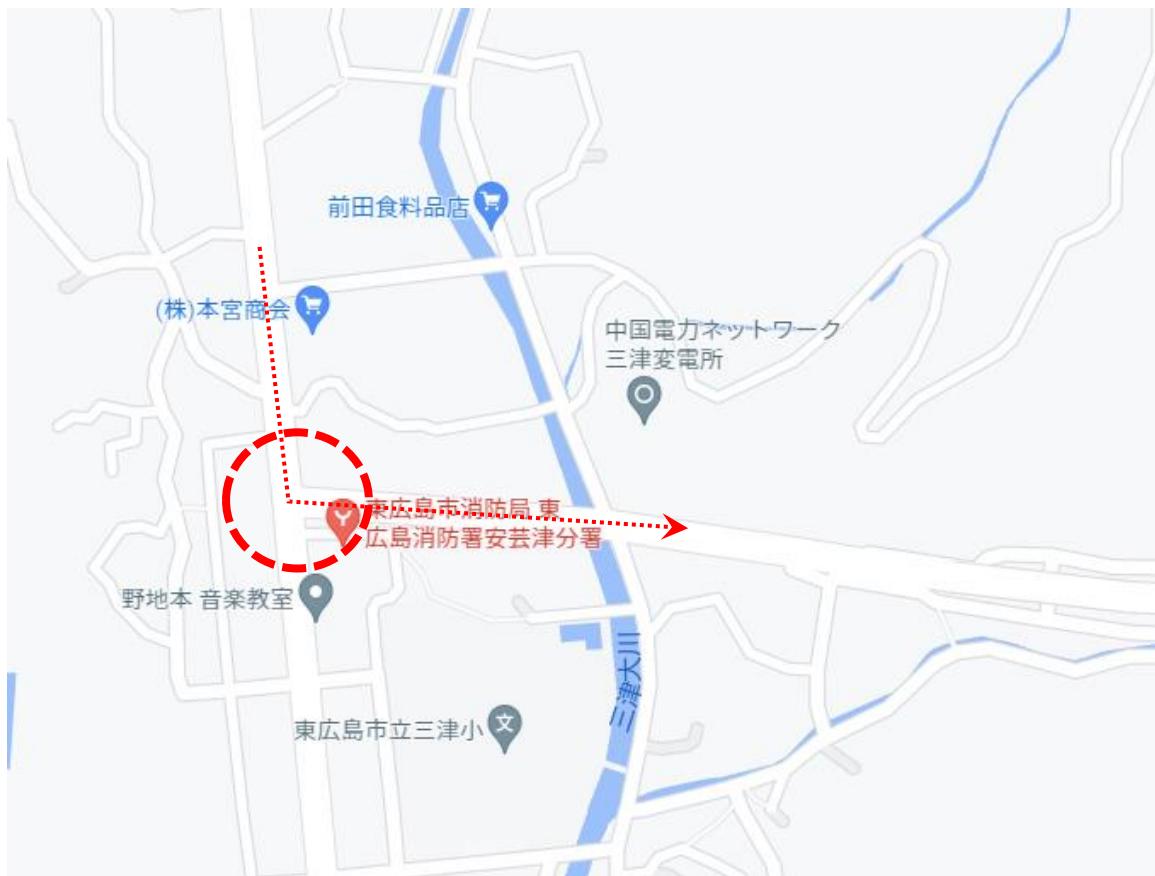 前田食料品店
(株)本宮商会
中国電力ネットワーク
三津変電所
東広島市消防局 東
広島消防署安芸津分署
野地本 音楽教室
三津大川
東広島市立三津小
文